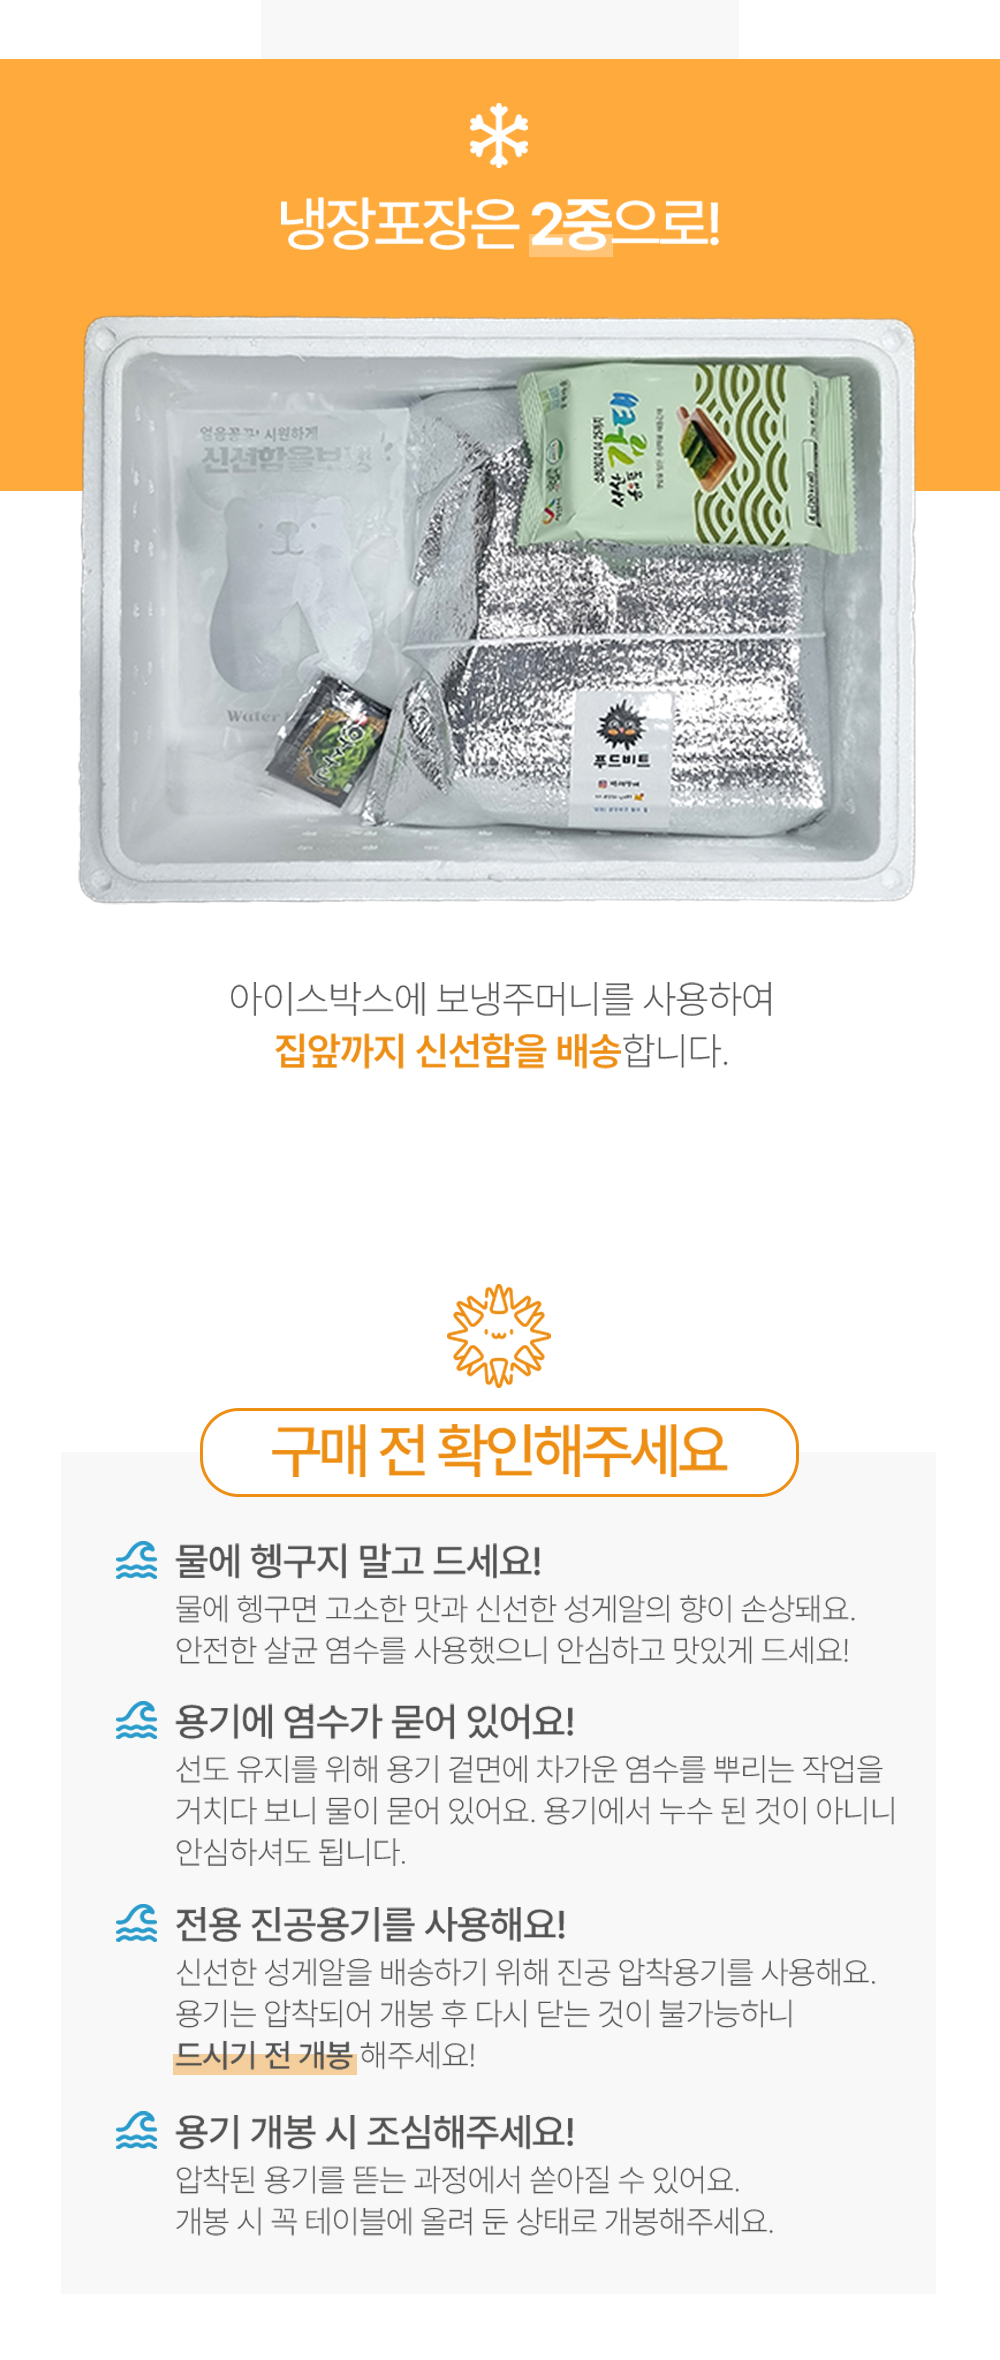 냉장포장은 2중으로!
얼음꽁꽁! 시원하게
신선함을보냉
Water
와사비
푸드비트
아이스박스에 보냉주머니를 사용하여
집앞까지 신선함을 배송합니다.
구매 전 확인해주세요
물에 헹구지 말고 드세요!
물에 헹구면 고소한 맛과 신선한 성게알의 향이 손상돼요.
안전한 살균 염수를 사용했으니 안심하고 맛있게 드세요!
용기에 염수가 묻어 있어요!
선도 유지를 위해 용기 겉면에 차가운 염수를 뿌리는 작업을
거치다 보니 물이 묻어 있어요. 용기에서 누수 된 것이 아니니
안심하셔도 됩니다.
전용 진공용기를 사용해요!
신선한 성게알을 배송하기 위해 진공 압착용기를 사용해요.
용기는 압착되어 개봉 후 다시 닫는 것이 불가능하니
드시기 전 개봉 해주세요!
용기 개봉 시 조심해주세요!
압착된 용기를 뜯는 과정에서 쏟아질 수 있어요.
개봉 시 꼭 테이블에 올려 둔 상태로 개봉해주세요.